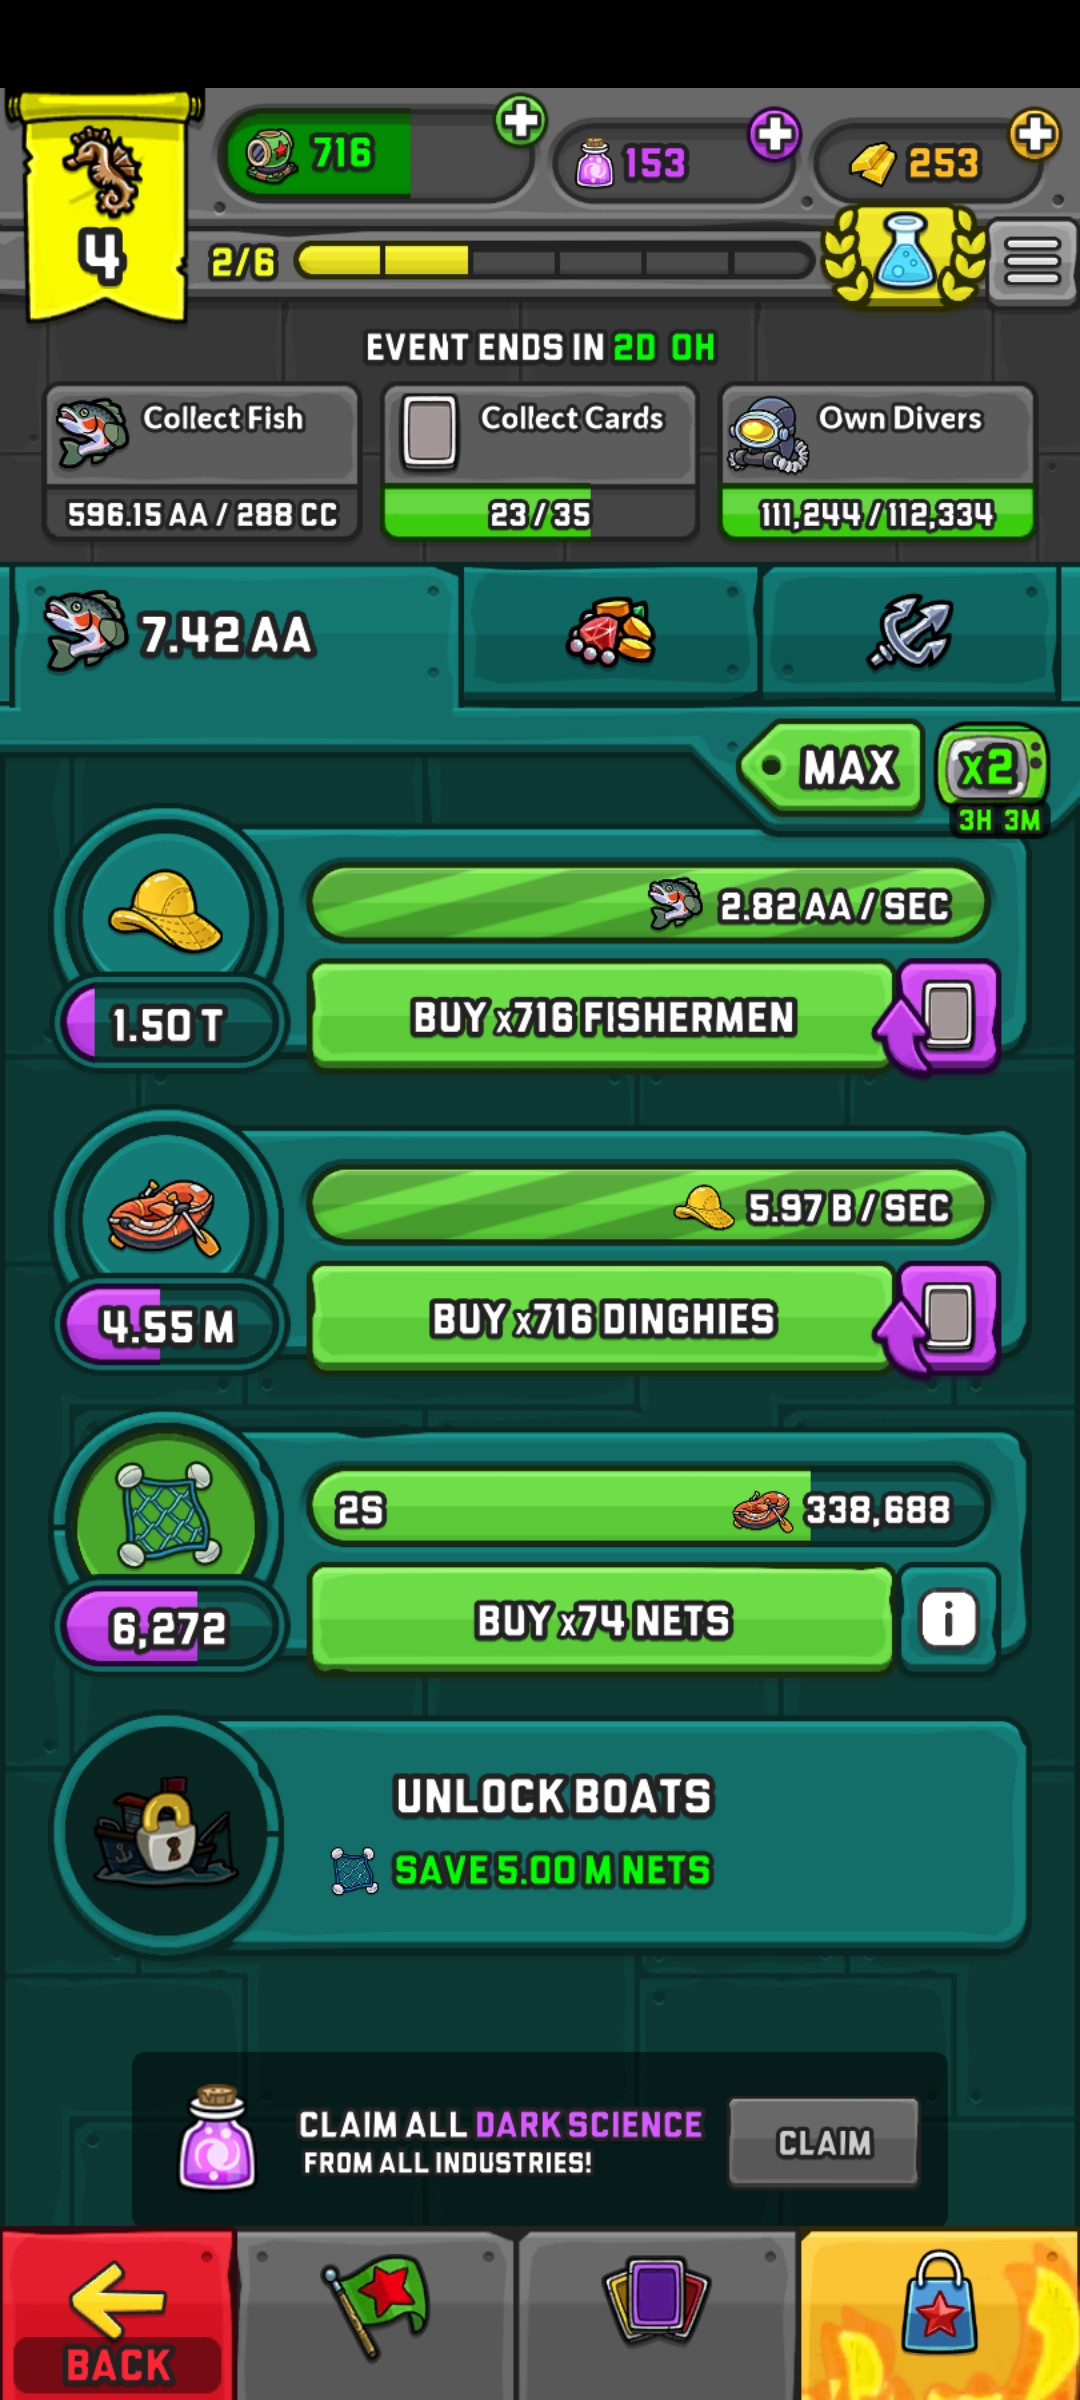 716
153
253
4
2/6
EVENT ENDS IN 2D 0H
Collect Fish
596.15 AA / 288 CC
Collect Cards
23 / 35
Own Divers
111,244 / 112,334
7.42 AA
MAX
x2
3H 3M
2.82 AA / SEC
1.50 T
BUY x716 FISHERMEN
5.97 B / SEC
4.55 M
BUY x716 DINGHIES
2S
338,688
6,272
BUY x74 NETS
i
UNLOCK BOATS
SAVE 5.00 M NETS
CLAIM ALL DARK SCIENCE
FROM ALL INDUSTRIES!
CLAIM
BACK